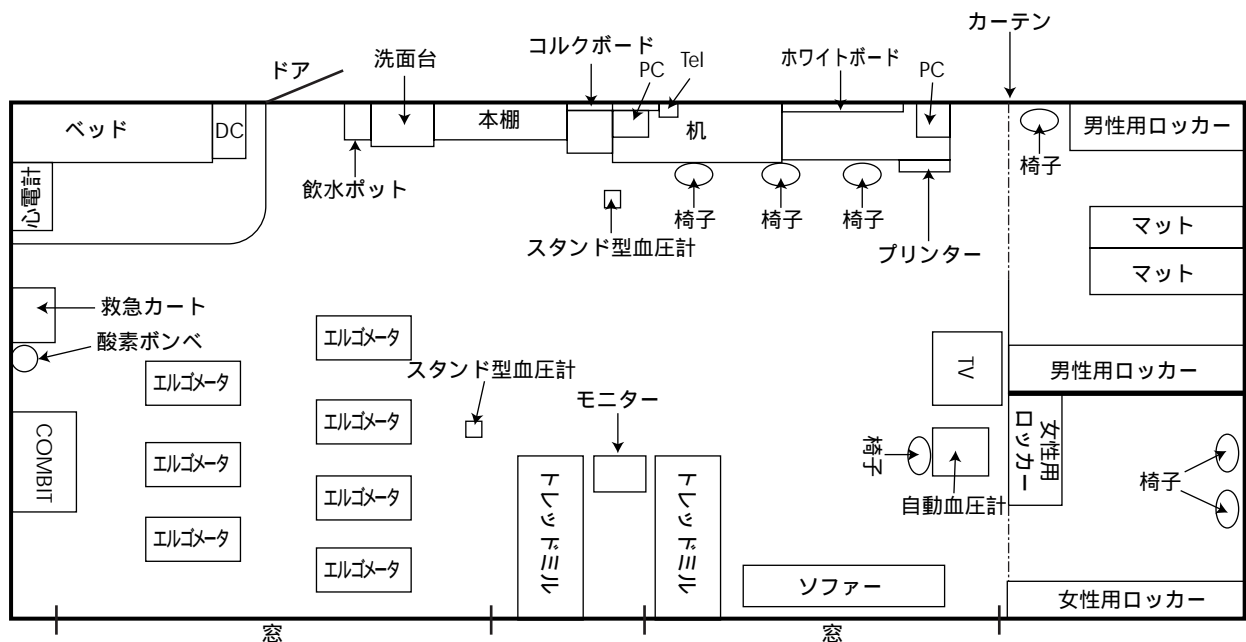 カーテン
コルクボード
Tel
洗面台
PC
ホワイトボード
PC
ドア
ベッド
DC
本棚
机
男性用ロッカー
心電計
飲水ポット
椅子
椅子
椅子
椅子
マット
スタンド型血圧計
プリンター
マット
救急カート
酸素ボンベ
エルゴメータ
スタンド型血圧計
TV
男性用ロッカー
エルゴメータ
モニター
エルゴメータ
女性用
ロッカー
COMBIT
エルゴメータ
椅子
椅子
トレッドミル
トレッドミル
エルゴメータ
自動血圧計
エルゴメータ
エルゴメータ
ソファー
女性用ロッカー
窓
窓